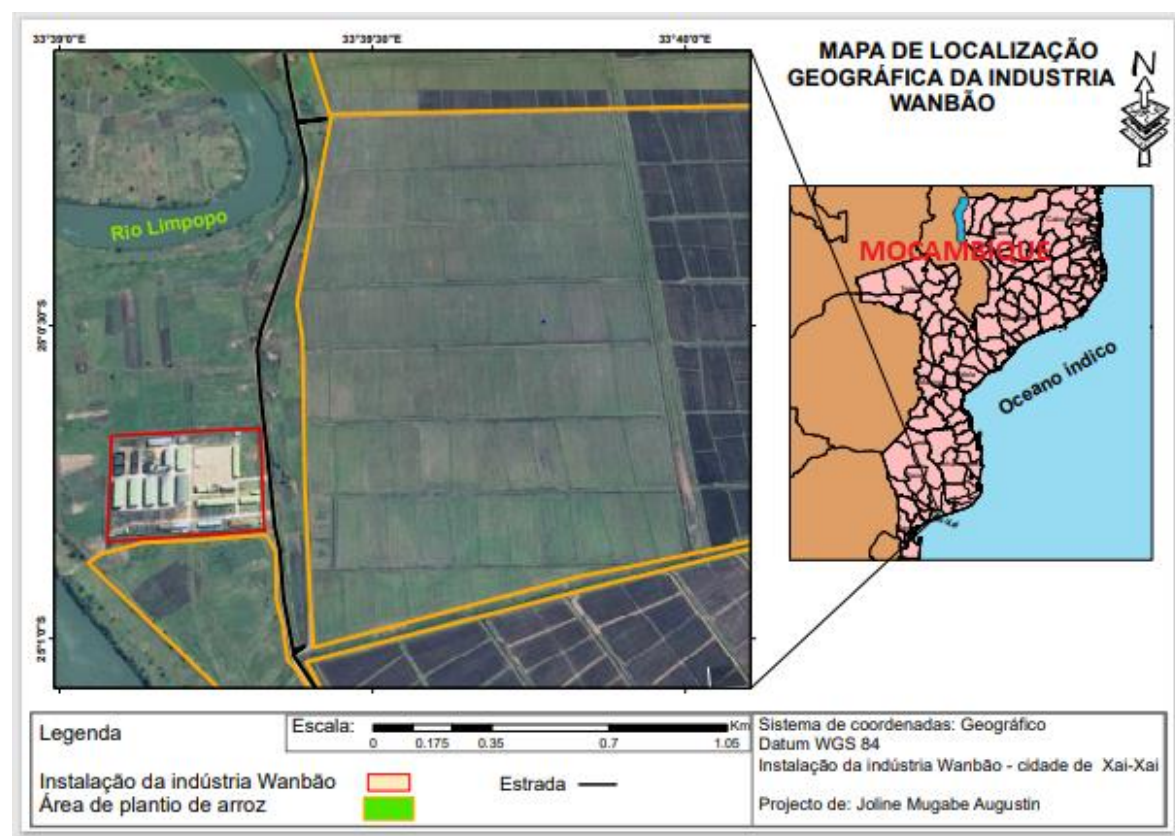 33°39'0"E
33°39'30"E
33°40'0"E
MAPA DE LOCALIZAÇÃO
GEOGRÁFICA DA INDUSTRIA
WANBÃO
N
Rio Limpopo
25°0'30"S
25°1'0"S
MOÇAMBIQUE
Oceano índico
Legenda
Escala:
Km
0 0.175 0.35 0.7 1.05
Instalação da indústria Wanbão
Estrada
Área de plantio de arroz
Sistema de coordenadas: Geográfico
Datum WGS 84
Instalação da indústria Wanbão - cidade de Xai-Xai
Projecto de: Joline Mugabe Augustin